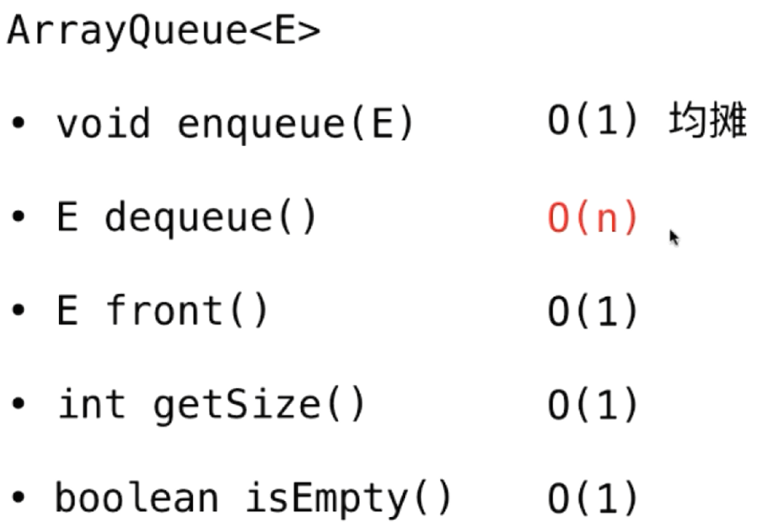 ArrayQueue<E>
• void enqueue(E) O(1) 均摊
• E dequeue() O(n)
• E front() O(1)
• int getSize() O(1)
• boolean isEmpty() O(1)